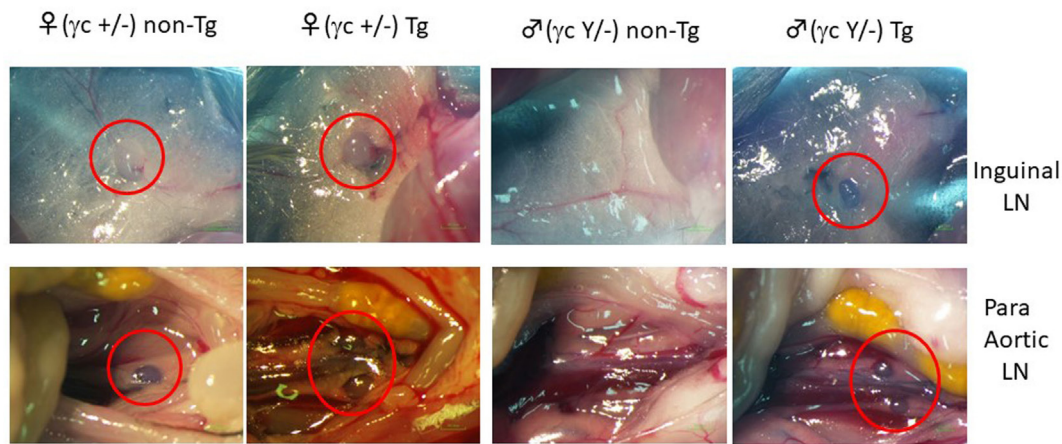 ♀(γc +/-) non-Tg
♀(γc +/-) Tg
♂(γc Y/-) non-Tg
♂(γc Y/-) Tg
Inguinal
LN
Para
Aortic
LN